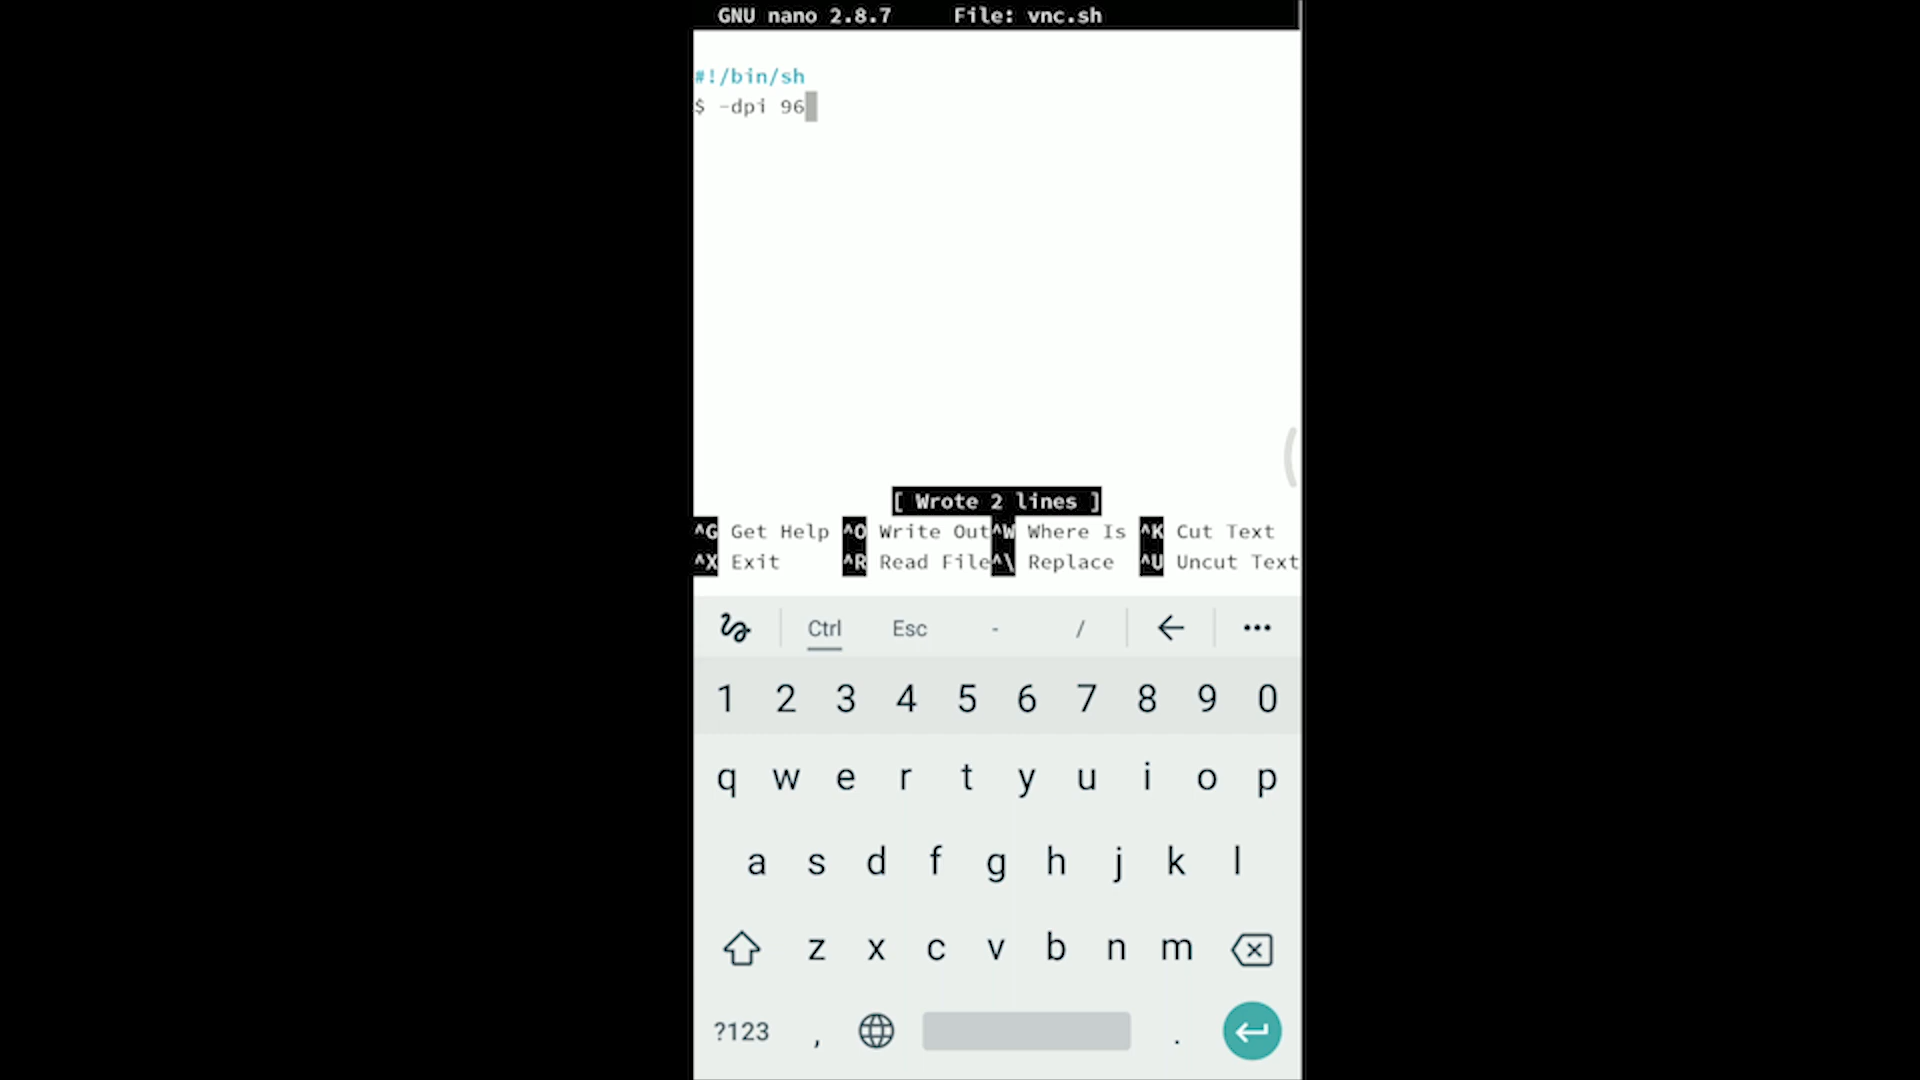 GNU nano 2.8.7 File: vnc.sh
#!/bin/sh
$ -dpi 96
[ Wrote 2 lines ]
^G Get Help ^O Write Out^W Where Is ^K Cut Text
^X Exit ^R Read File^\ Replace ^U Uncut Text
Ctrl Esc - / ← •••
1 2 3 4 5 6 7 8 9 0
q w e r t y u i o p
a s d f g h j k l
z x c v b n m
?123 , .